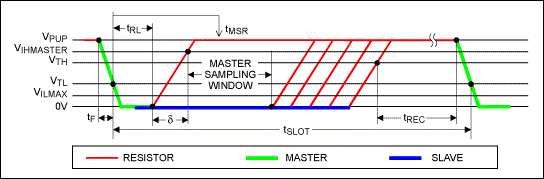 tRL
tMSR
VPUP
VIHMASTER
VTH
VTL
VILMAX
0V
MASTER
SAMPLING
WINDOW
tF
δ
tREC
tSLOT
RESISTOR
MASTER
SLAVE